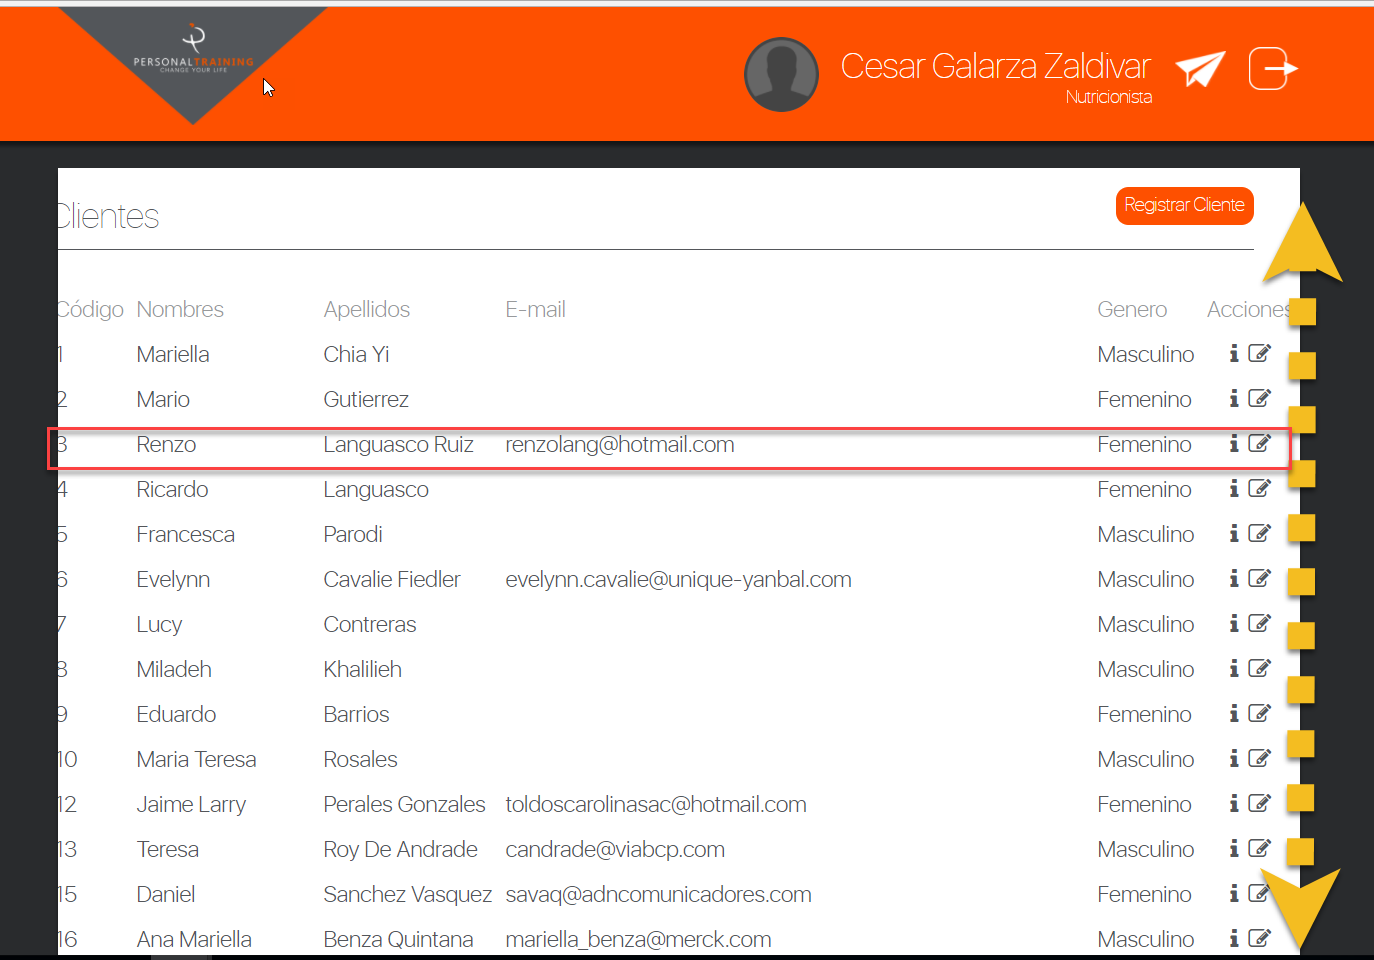 PERSONALTRAINING
CHANGE YOUR LIFE
Cesar Galarza Zaldivar
Nutricionista
Clientes
Registrar Cliente
Código Nombres Apellidos E-mail Genero Acciones
1 Mariella Chia Yi Masculino
2 Mario Gutierrez Femenino
3 Renzo Languasco Ruiz renzolang@hotmail.com Femenino
4 Ricardo Languasco Femenino
5 Francesca Parodi Masculino
6 Evelynn Cavalie Fiedler evelynn.cavalie@unique-yanbal.com Masculino
7 Lucy Contreras Masculino
8 Miladeh Khalilieh Masculino
9 Eduardo Barrios Femenino
10 Maria Teresa Rosales Masculino
12 Jaime Larry Perales Gonzales toldoscarolinasac@hotmail.com Femenino
13 Teresa Roy De Andrade candrade@viabcp.com Masculino
15 Daniel Sanchez Vasquez savaq@adncomunicadores.com Femenino
16 Ana Mariella Benza Quintana mariella_benza@merck.com Masculino